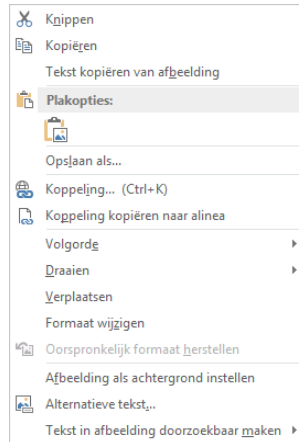 Knippen
Kopiëren
Tekst kopiëren van afbeelding
Plakopties:
Opslaan als...
Koppeling... (Ctrl+K)
Koppeling kopiëren naar alinea
Volgorde
Draaien
Verplaatsen
Formaat wijzigen
Oorspronkelijk formaat herstellen
Afbeelding als achtergrond instellen
Alternatieve tekst...
Tekst in afbeelding doorzoekbaar maken